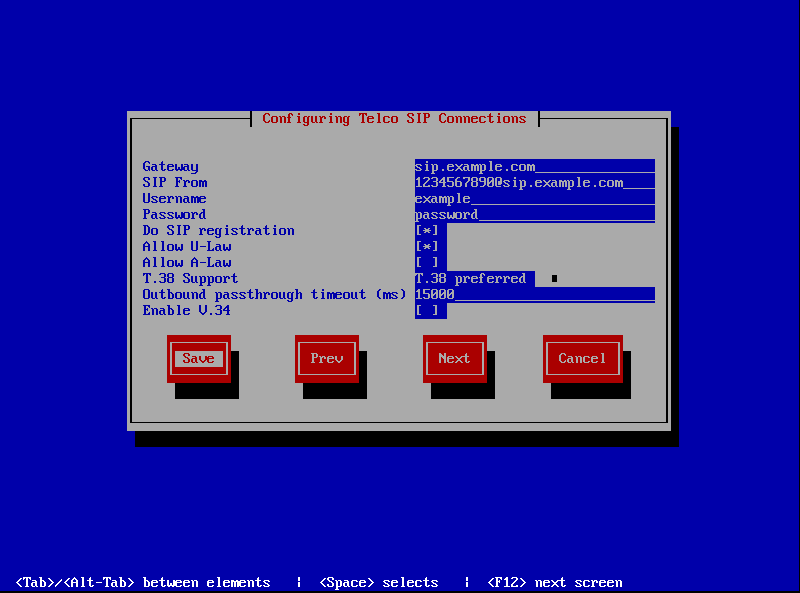 Configuring Telco SIP Connections
Gateway sip.example.com
SIP From 1234567890@sip.example.com
Username example
Password password
Do SIP registration [*]
Allow U-Law [*]
Allow A-Law [ ]
T.38 Support T.38 preferred
Outbound passthrough timeout (ms) 15000
Enable V.34 [ ]
Save Prev Next Cancel
<Tab>/<Alt-Tab> between elements | <Space> selects | <F12> next screen